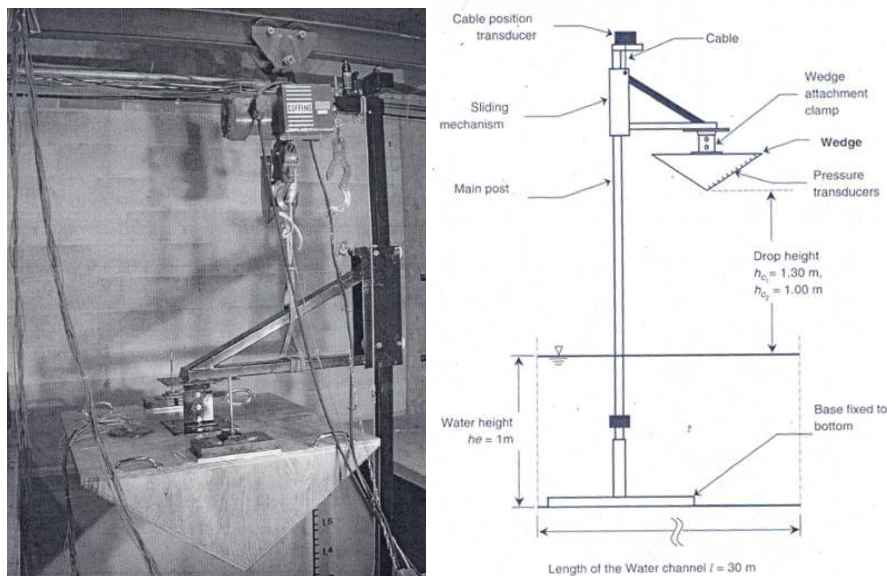 COFFING
1,6
1,4
Cable position
transducer
Cable
Wedge
attachment
clamp
Sliding
mechanism
Wedge
Pressure
transducers
Main post
Drop height
hc₁ = 1.30 m,
hc₂ = 1.00 m
Water height
he = 1m
Base fixed to
bottom
Length of the Water channel l = 30 m